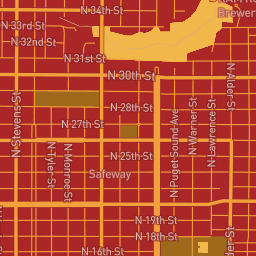 N 34th St
N 33rd St
Brewery
N 32nd St
N 31st St
N 30th St
N Alder St
N 28th St
N Stevens St
N 27th St
N Puget Sound Ave
N Warner St
N Lawrence St
N Tyler St
N Monroe St
N 25th St
Safeway
N 19th St
N 18th St
N 16th St